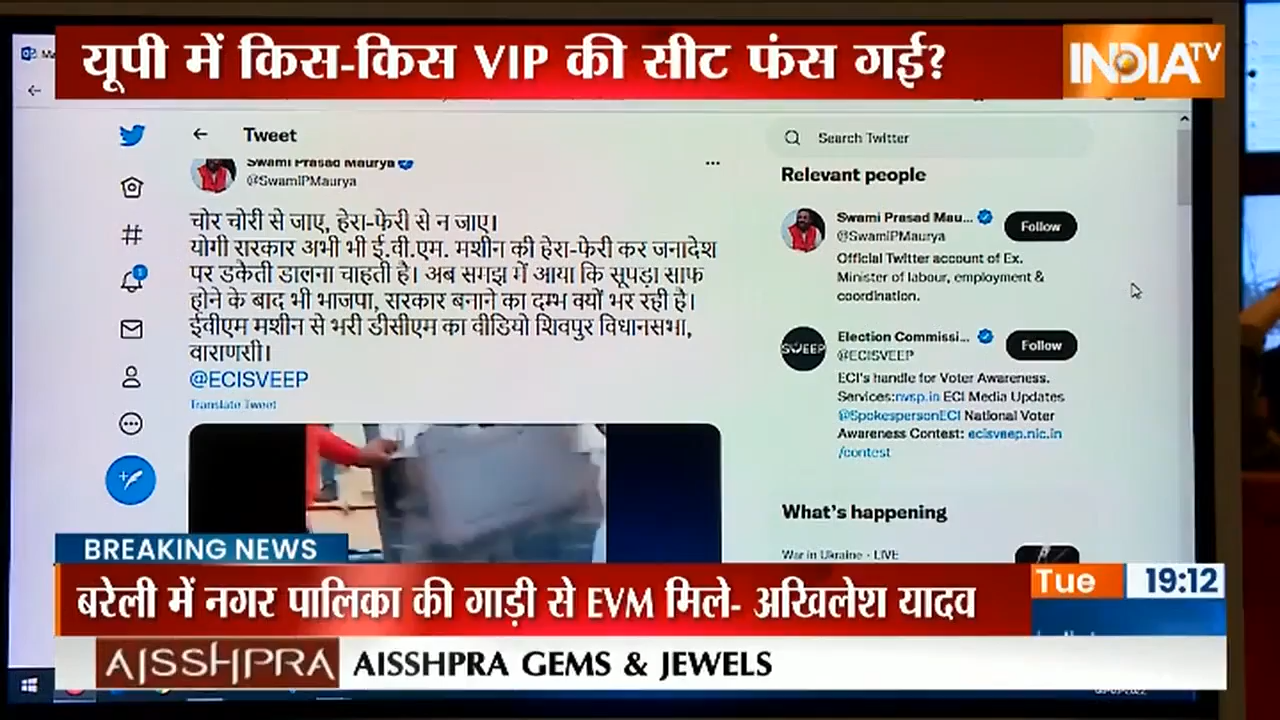 यूपी में किस-किस VIP की सीट फंस गई?
INDIA TV
Tweet
Search Twitter
Swami Prasad Maurya
@SwamiPMaurya
चोर चोरी से जाए, हेरा-फेरी से न जाए।
योगी सरकार अभी भी ई.वी.एम. मशीन की हेरा-फेरी कर जनादेश
पर डकैती डालना चाहती है। अब समझ में आया कि सूपड़ा साफ
होने के बाद भी भाजपा, सरकार बनाने का दम्भ क्यों भर रही है।
ईवीएम मशीन से भरी डीसीएम का वीडियो शिवपुर विधानसभा,
वाराणसी।
@ECISVEEP
Translate Tweet
Relevant people
Swami Prasad Mau...
@SwamiPMaurya
Follow
Official Twitter account of Ex.
Minister of labour, employment &
coordination.
SWEEP
Election Commissi...
@ECISVEEP
Follow
ECI's handle for Voter Awareness.
Services:nvsp.in ECI Media Updates
@SpokespersonECI National Voter
Awareness Contest: ecisveep.nic.in
/contest
What's happening
War in Ukraine · LIVE
BREAKING NEWS
बरेली में नगर पालिका की गाड़ी से EVM मिले- अखिलेश यादव
Tue 19:12
AISSHPRA
AISSHPRA GEMS & JEWELS